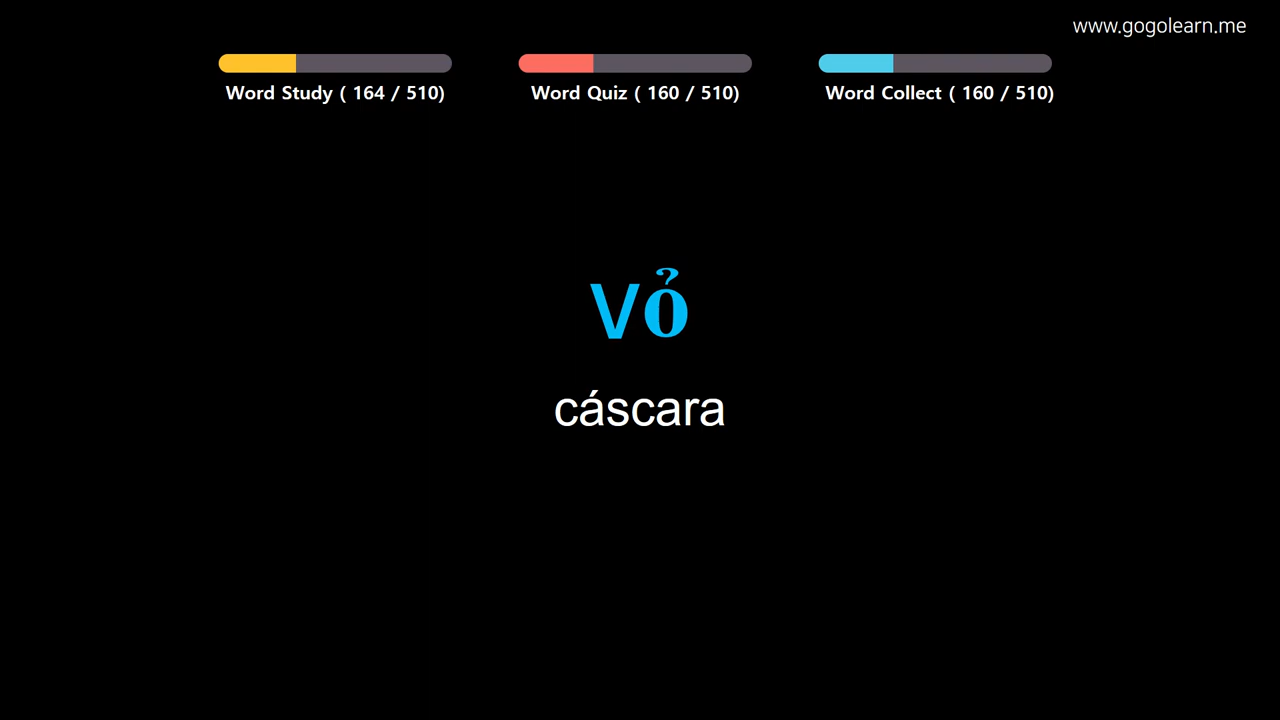 www.gogolearn.me
Word Study ( 164 / 510)
Word Quiz ( 160 / 510)
Word Collect ( 160 / 510)
vỏ
cáscara